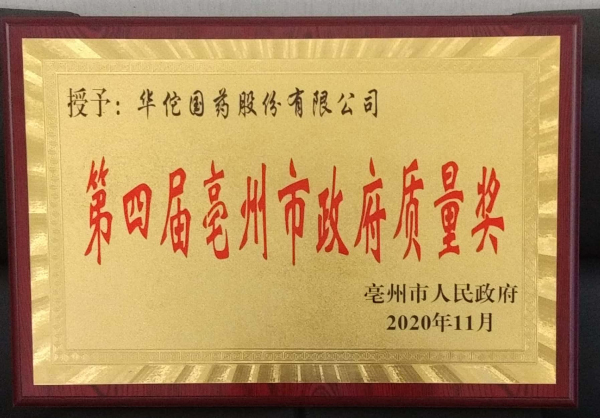 授予：华佗国药股份有限公司
第四届亳州市政府质量奖
亳州市人民政府
2020年11月